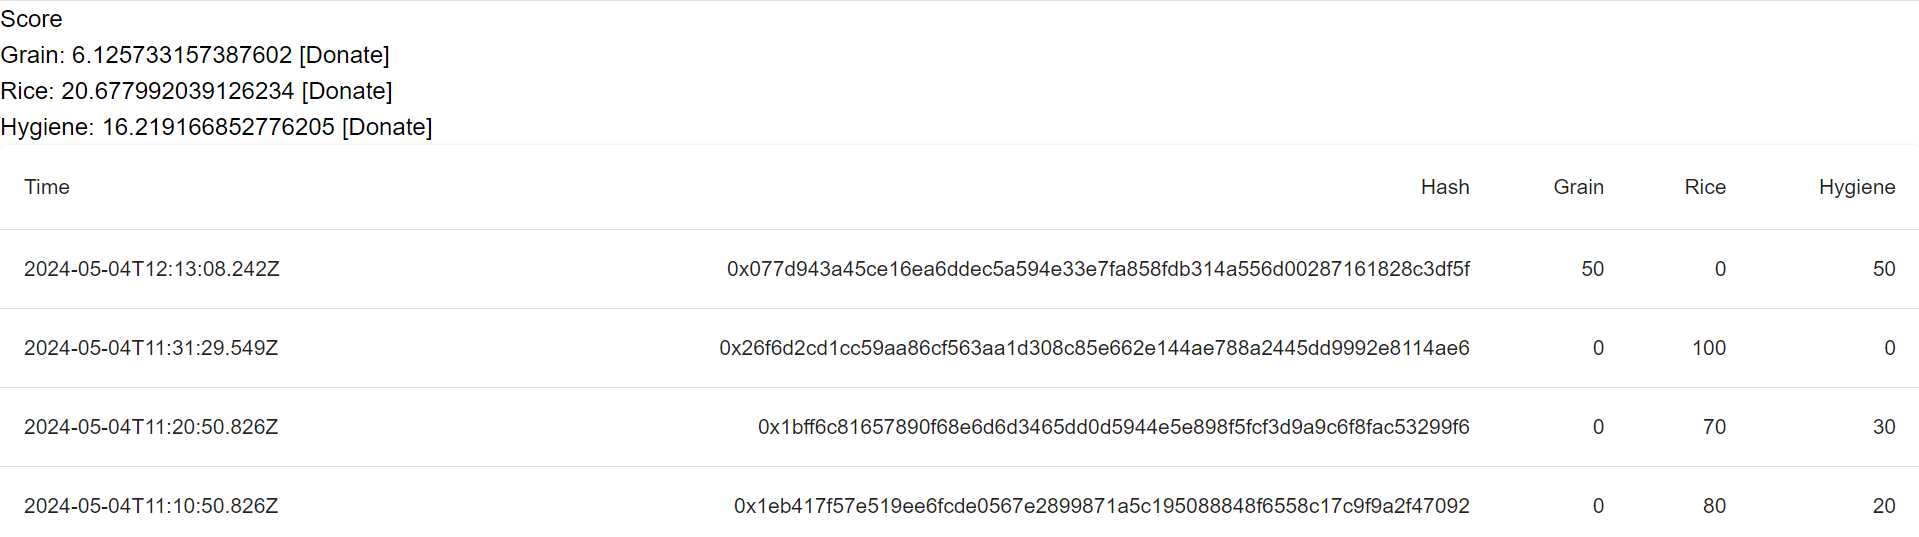 Score
Grain: 6.125733157387602 [Donate]
Rice: 20.677992039126234 [Donate]
Hygiene: 16.219166852776205 [Donate]
Time Hash Grain Rice Hygiene
2024-05-04T12:13:08.242Z 0x077d943a45ce16ea6ddec5a594e33e7fa858fdb314a556d00287161828c3df5f 50 0 50
2024-05-04T11:31:29.549Z 0x26f6d2cd1cc59aa86cf563aa1d308c85e662e144ae788a2445dd9992e8114ae6 0 100 0
2024-05-04T11:20:50.826Z 0x1bff6c81657890f68e6d6d3465dd0d5944e5e898f5fcf3d9a9c6f8fac53299f6 0 70 30
2024-05-04T11:10:50.826Z 0x1eb417f57e519ee6fcde0567e2899871a5c195088848f6558c17c9f9a2f47092 0 80 20